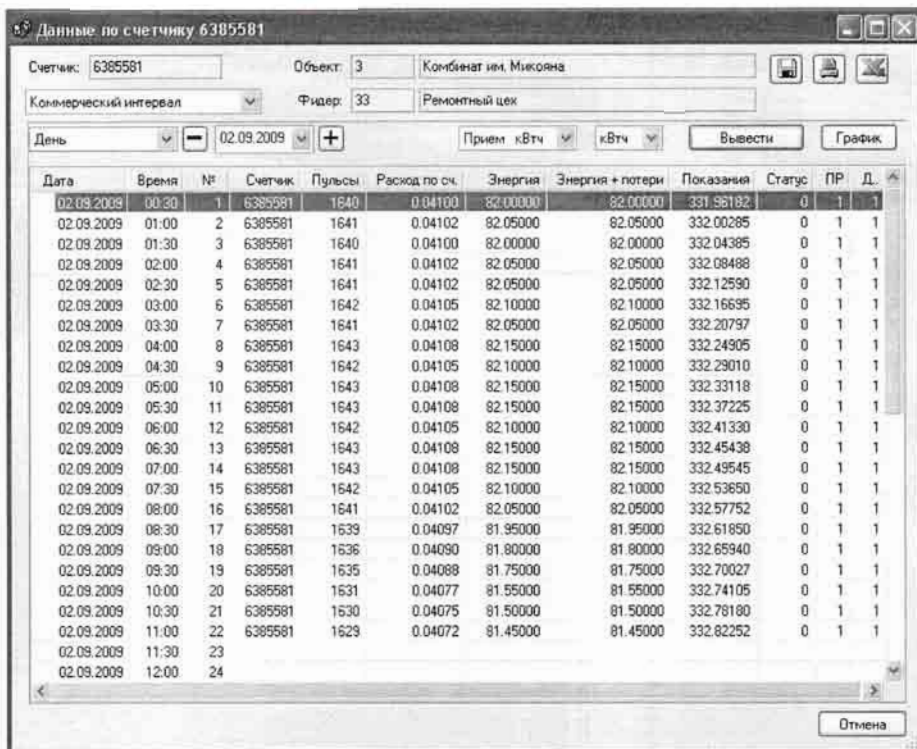 Данные по счетчику 6385581
Счетчик: 6385581 Объект: 3 Комбинат им. Микояна
Коммерческий интервал Фидер: 33 Ремонтный цех
День 02.09.2009 Прием кВтч кВтч Вывести График
Дата Время № Счетчик Пульсы Расход по сч. Энергия Энергия + потери Показания Статус ПР Д..
02.09.2009 00:30 1 6385581 1640 0.04100 82.00000 82.00000 331.96182 0 1 1
02.09.2009 01:00 2 6385581 1641 0.04102 82.05000 82.05000 332.00285 0 1 1
02.09.2009 01:30 3 6385581 1640 0.04100 82.00000 82.00000 332.04385 0 1 1
02.09.2009 02:00 4 6385581 1641 0.04102 82.05000 82.05000 332.08488 0 1 1
02.09.2009 02:30 5 6385581 1641 0.04102 82.05000 82.05000 332.12590 0 1 1
02.09.2009 03:00 6 6385581 1642 0.04105 82.10000 82.10000 332.16695 0 1 1
02.09.2009 03:30 7 6385581 1641 0.04102 82.05000 82.05000 332.20797 0 1 1
02.09.2009 04:00 8 6385581 1643 0.04108 82.15000 82.15000 332.24905 0 1 1
02.09.2009 04:30 9 6385581 1642 0.04105 82.10000 82.10000 332.29010 0 1 1
02.09.2009 05:00 10 6385581 1643 0.04108 82.15000 82.15000 332.33118 0 1 1
02.09.2009 05:30 11 6385581 1643 0.04108 82.15000 82.15000 332.37225 0 1 1
02.09.2009 06:00 12 6385581 1642 0.04105 82.10000 82.10000 332.41330 0 1 1
02.09.2009 06:30 13 6385581 1643 0.04108 82.15000 82.15000 332.45438 0 1 1
02.09.2009 07:00 14 6385581 1643 0.04108 82.15000 82.15000 332.49545 0 1 1
02.09.2009 07:30 15 6385581 1642 0.04105 82.10000 82.10000 332.53650 0 1 1
02.09.2009 08:00 16 6385581 1641 0.04102 82.05000 82.05000 332.57752 0 1 1
02.09.2009 08:30 17 6385581 1639 0.04097 81.95000 81.95000 332.61850 0 1 1
02.09.2009 09:00 18 6385581 1636 0.04090 81.80000 81.80000 332.65940 0 1 1
02.09.2009 09:30 19 6385581 1635 0.04088 81.75000 81.75000 332.70027 0 1 1
02.09.2009 10:00 20 6385581 1631 0.04077 81.55000 81.55000 332.74105 0 1 1
02.09.2009 10:30 21 6385581 1630 0.04075 81.50000 81.50000 332.78180 0 1 1
02.09.2009 11:00 22 6385581 1629 0.04072 81.45000 81.45000 332.82252 0 1 1
02.09.2009 11:30 23
02.09.2009 12:00 24
Отмена